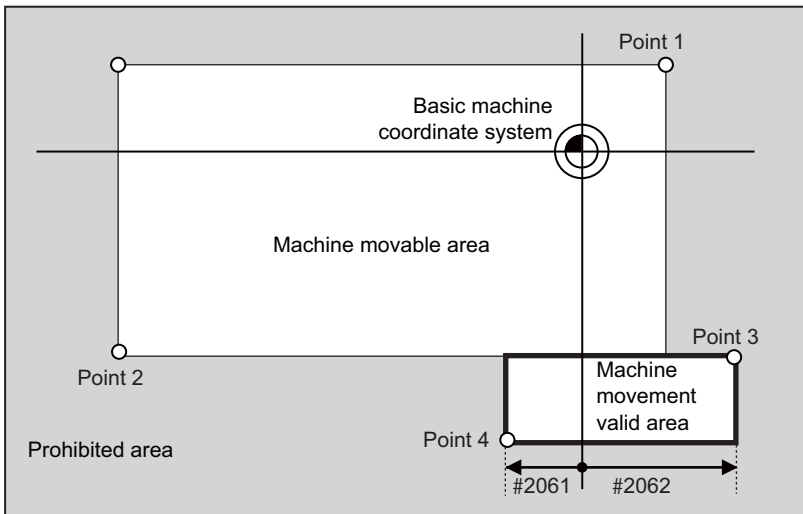 Point 1
Basic machine
coordinate system
Machine movable area
Point 3
Point 2
Machine
movement
valid area
Point 4
Prohibited area
#2061
#2062